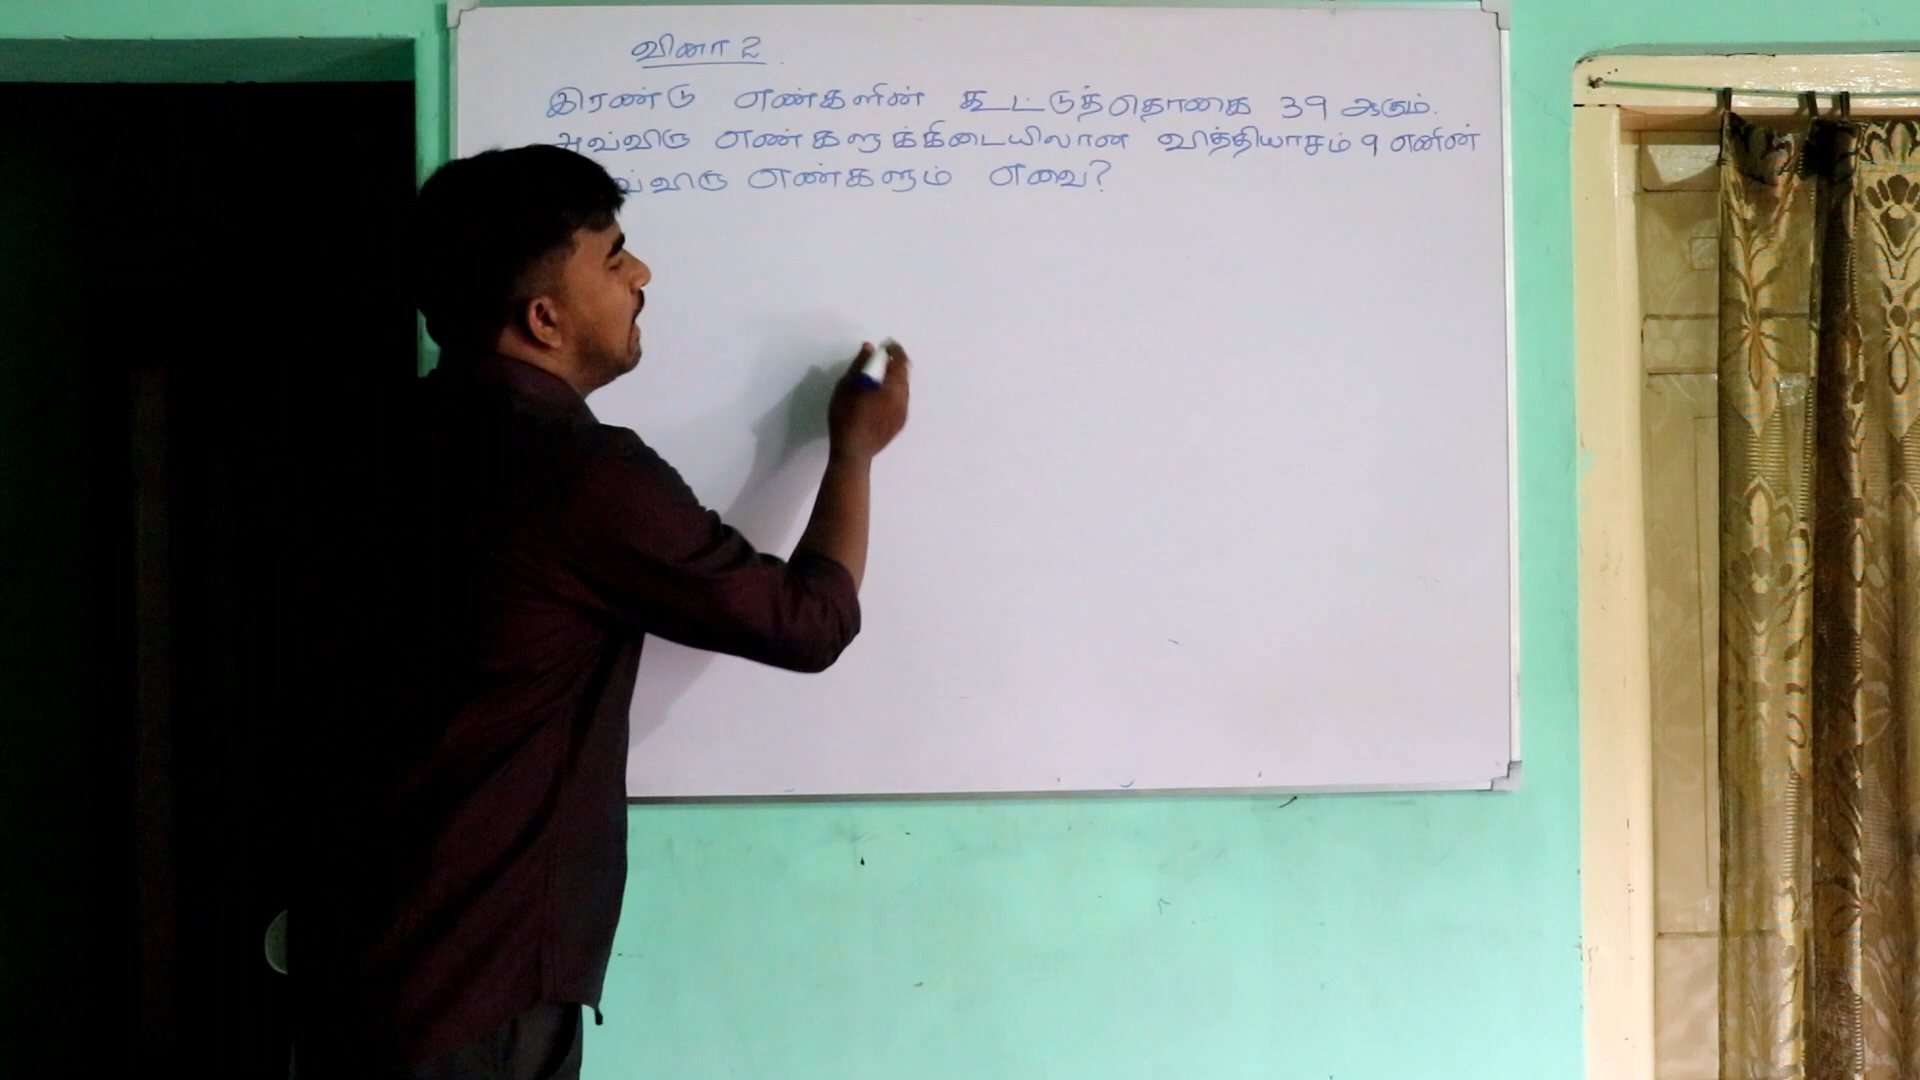 வினா 2
இரண்டு எண்களின் கூட்டுத்தொகை 39 ஆகும்.
அவ்விரு எண்களுக்கிடையிலான வித்தியாசம் 9 எனின்
வ்விரு எண்களும் எவை?